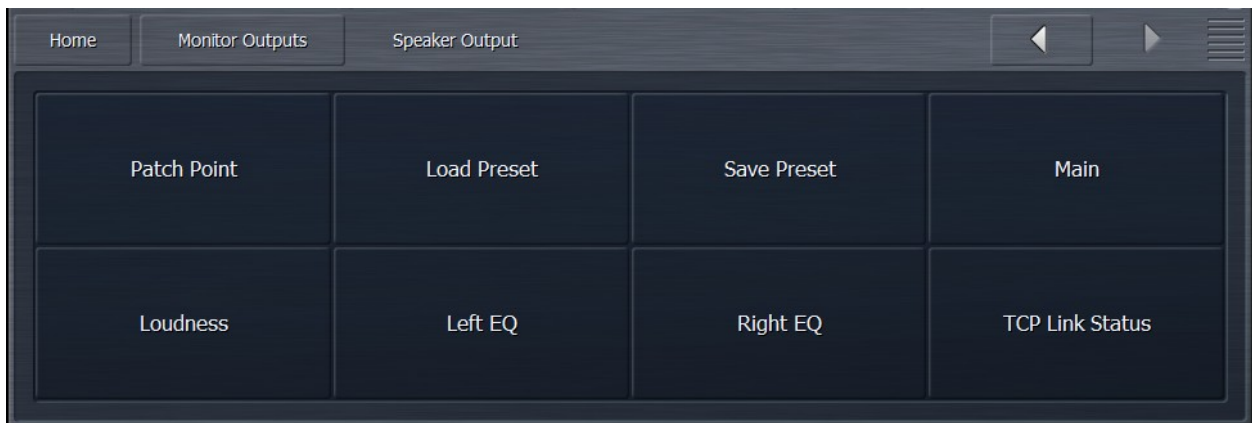 Home Monitor Outputs Speaker Output
Patch Point Load Preset Save Preset Main
Loudness Left EQ Right EQ TCP Link Status